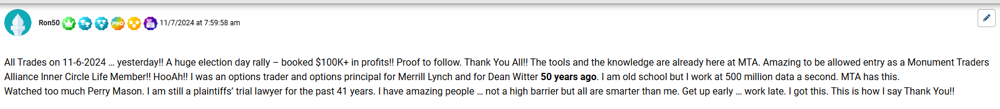 Ron50 PRO 11/7/2024 at 7:59:58 am
All Trades on 11-6-2024 ... yesterday!! A huge election day rally – booked $100K+ in profits!! Proof to follow. Thank You All!! The tools and the knowledge are already here at MTA. Amazing to be allowed entry as a Monument Traders
Alliance Inner Circle Life Member!! HooAh!! I was an options trader and options principal for Merrill Lynch and for Dean Witter 50 years ago. I am old school but I work at 500 million data a second. MTA has this.
Watched too much Perry Mason. I am still a plaintiffs’ trial lawyer for the past 41 years. I have amazing people ... not a high barrier but all are smarter than me. Get up early ... work late. I got this. This is how I say Thank You!!